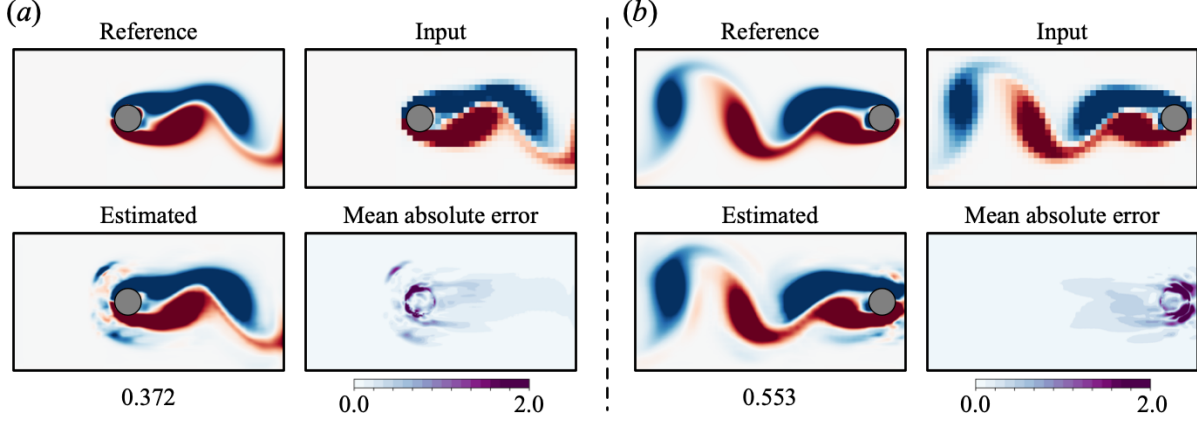 (a)
(b)
Reference
Input
Reference
Input
Estimated
Mean absolute error
Estimated
Mean absolute error
0.372
0.0
2.0
0.553
0.0
2.0